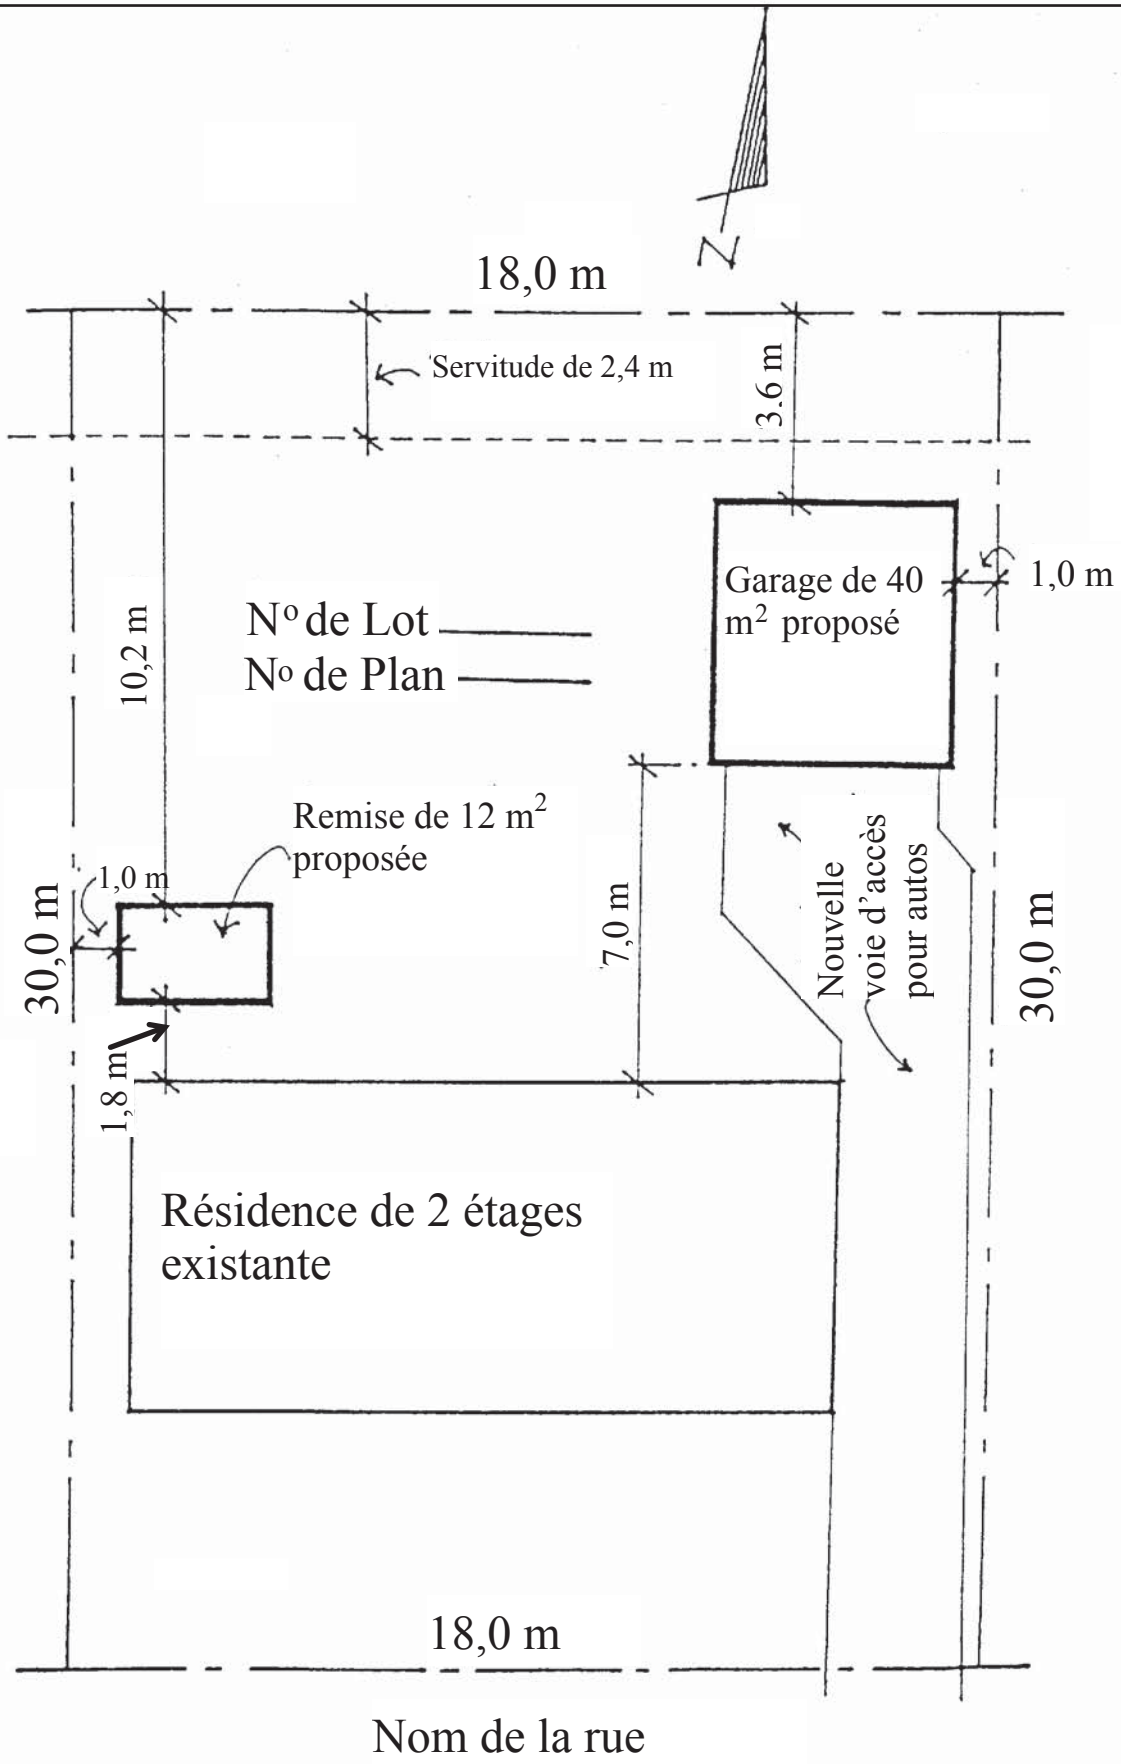 N
18,0 m
Servitude de 2,4 m
3.6 m
Garage de 40
m² proposé
1,0 m
10,2 m
Nº de Lot
Nº de Plan
Remise de 12 m²
proposée
1,0 m
30,0 m
7,0 m
Nouvelle
voie d'accès
pour autos
30,0 m
1,8 m
Résidence de 2 étages
existante
18,0 m
Nom de la rue